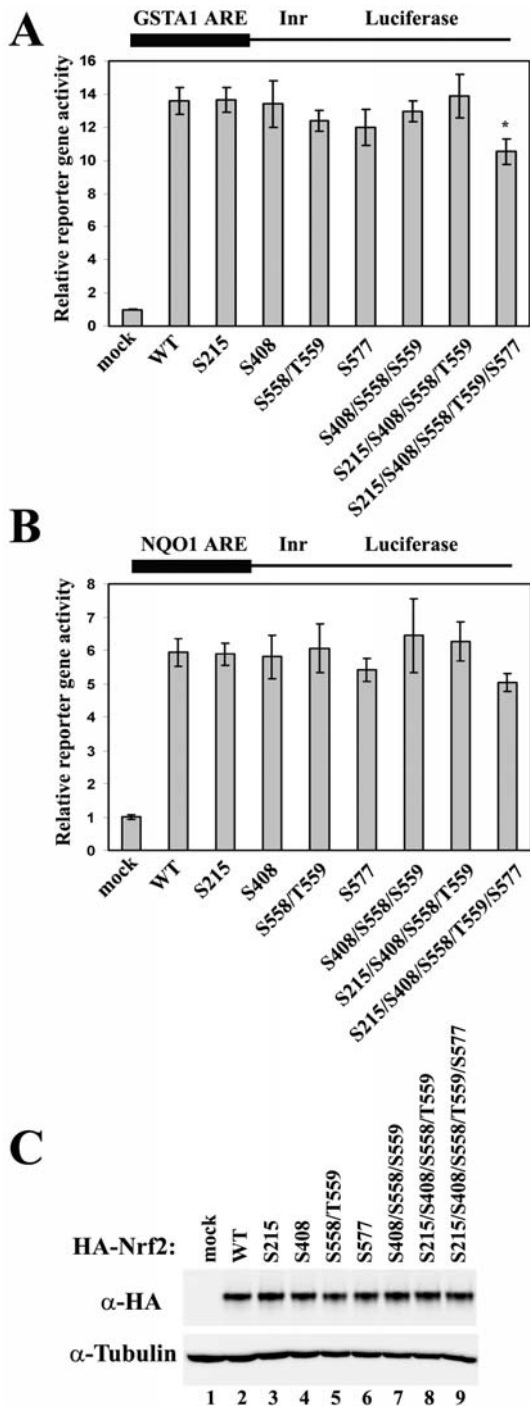 A
GSTA1 ARE Inr Luciferase
Relative reporter gene activity
16
14
12
10
8
6
4
2
0
*
mock
WT
S215
S408
S558/T559
S577
S408/S558/S559
S215/S408/S558/T559
S215/S408/S558/T559/S577
B
NQO1 ARE Inr Luciferase
Relative reporter gene activity
8
7
6
5
4
3
2
1
0
mock
WT
S215
S408
S558/T559
S577
S408/S558/S559
S215/S408/S558/T559
S215/S408/S558/T559/S577
C
HA-Nrf2:
mock
WT
S215
S408
S558/T559
S577
S408/S558/S559
S215/S408/S558/T559
S215/S408/S558/T559/S577
α-HA
α-Tubulin
1 2 3 4 5 6 7 8 9